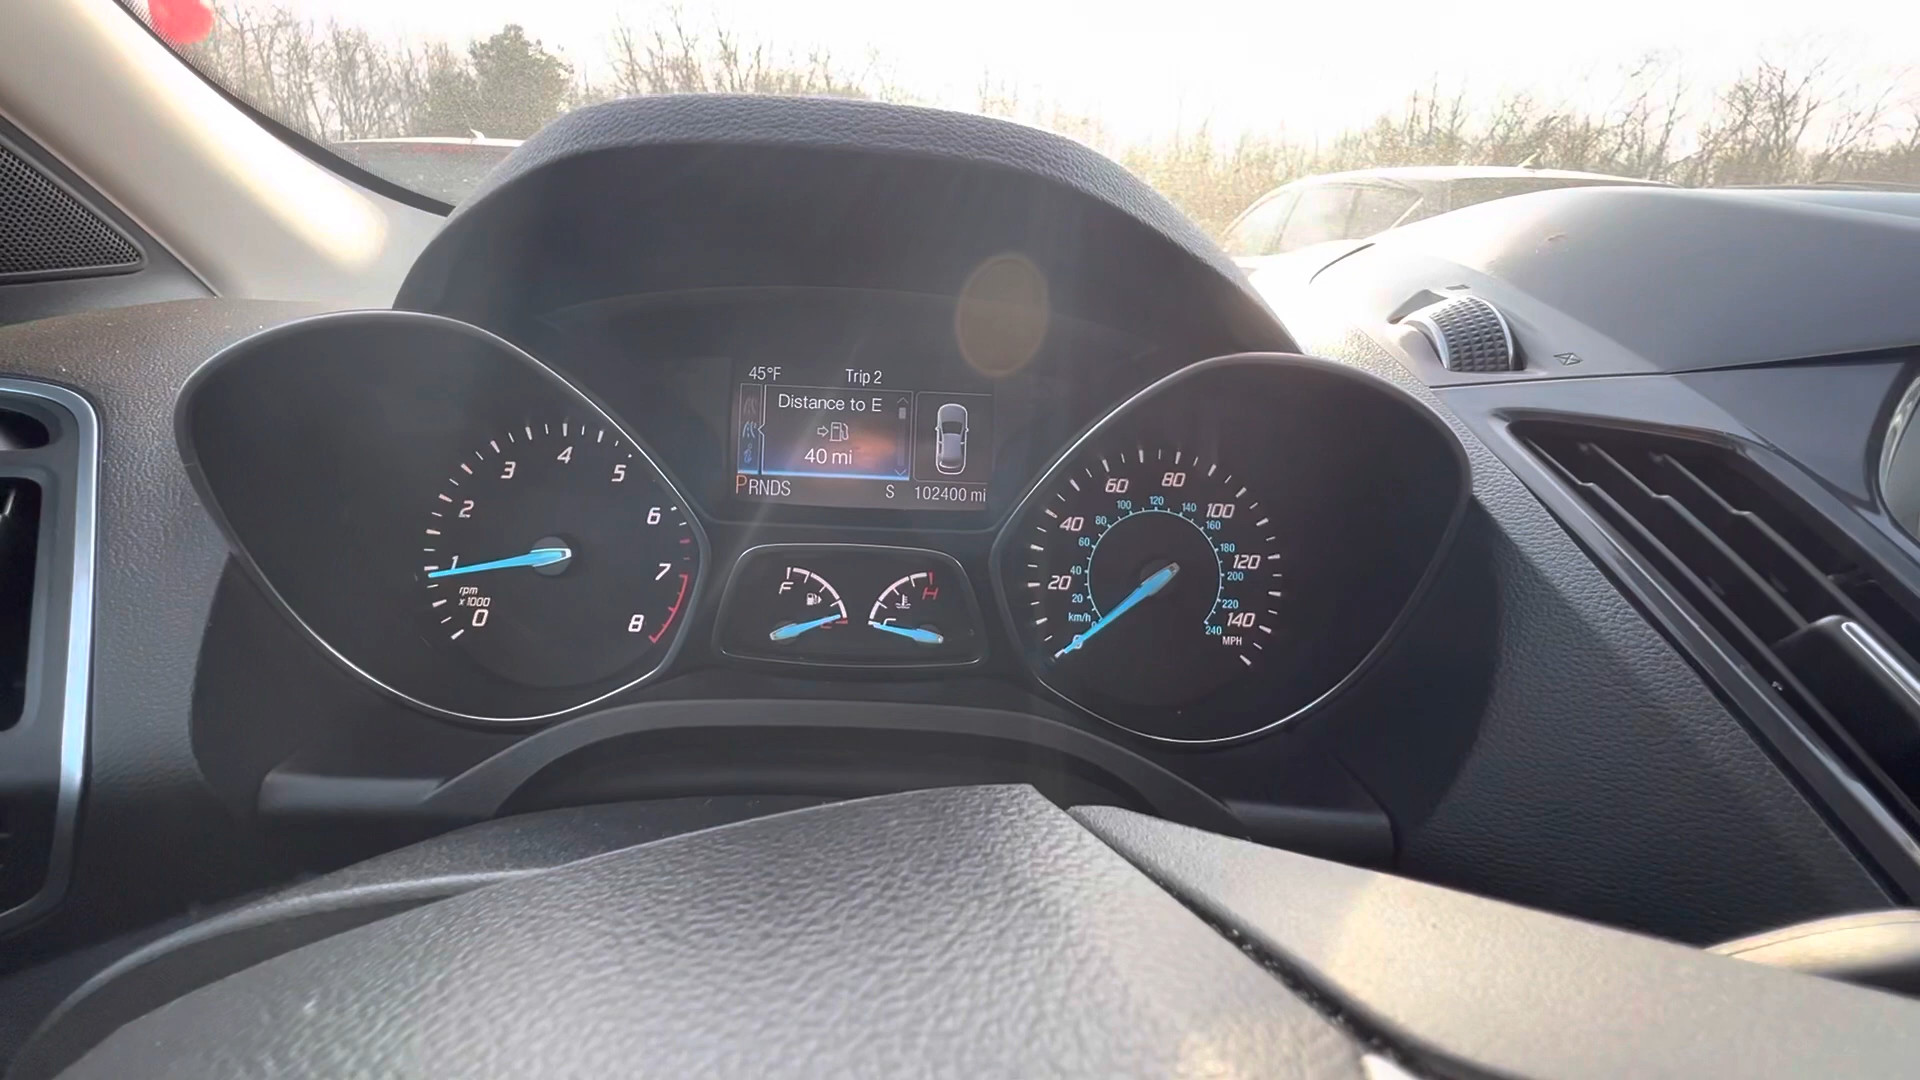 45°F Trip 2
Distance to E
40 mi
PRNDS S 102400 mi
0 1 2 3 4 5 6 7 8
rpm
x1000
F
H
C
20 40 60 80 100 120 140
20 40 60 80 100 120 140 160 180 200 220 240
km/h
MPH